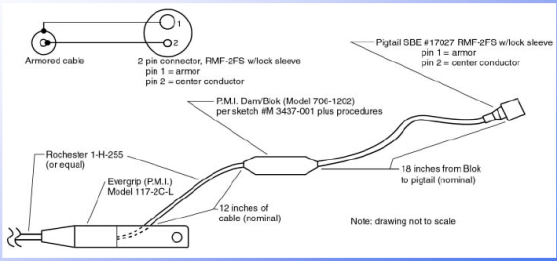 1
2
Armored cable
2 pin connector, RMF-2FS w/lock sleeve
pin 1 = armor
pin 2 = center conductor
Pigtail SBE #17027 RMF-2FS w/lock sleeve
pin 1 = armor
pin 2 = center conductor
P.M.I. Dam/Blok (Model 706-1202)
per sketch #M 3437-001 plus procedures
Rochester 1-H-255
(or equal)
Evergrip (P.M.I.)
Model 117-2C-L
12 inches of
cable (nominal)
18 inches from Blok
to pigtail (nominal)
Note: drawing not to scale